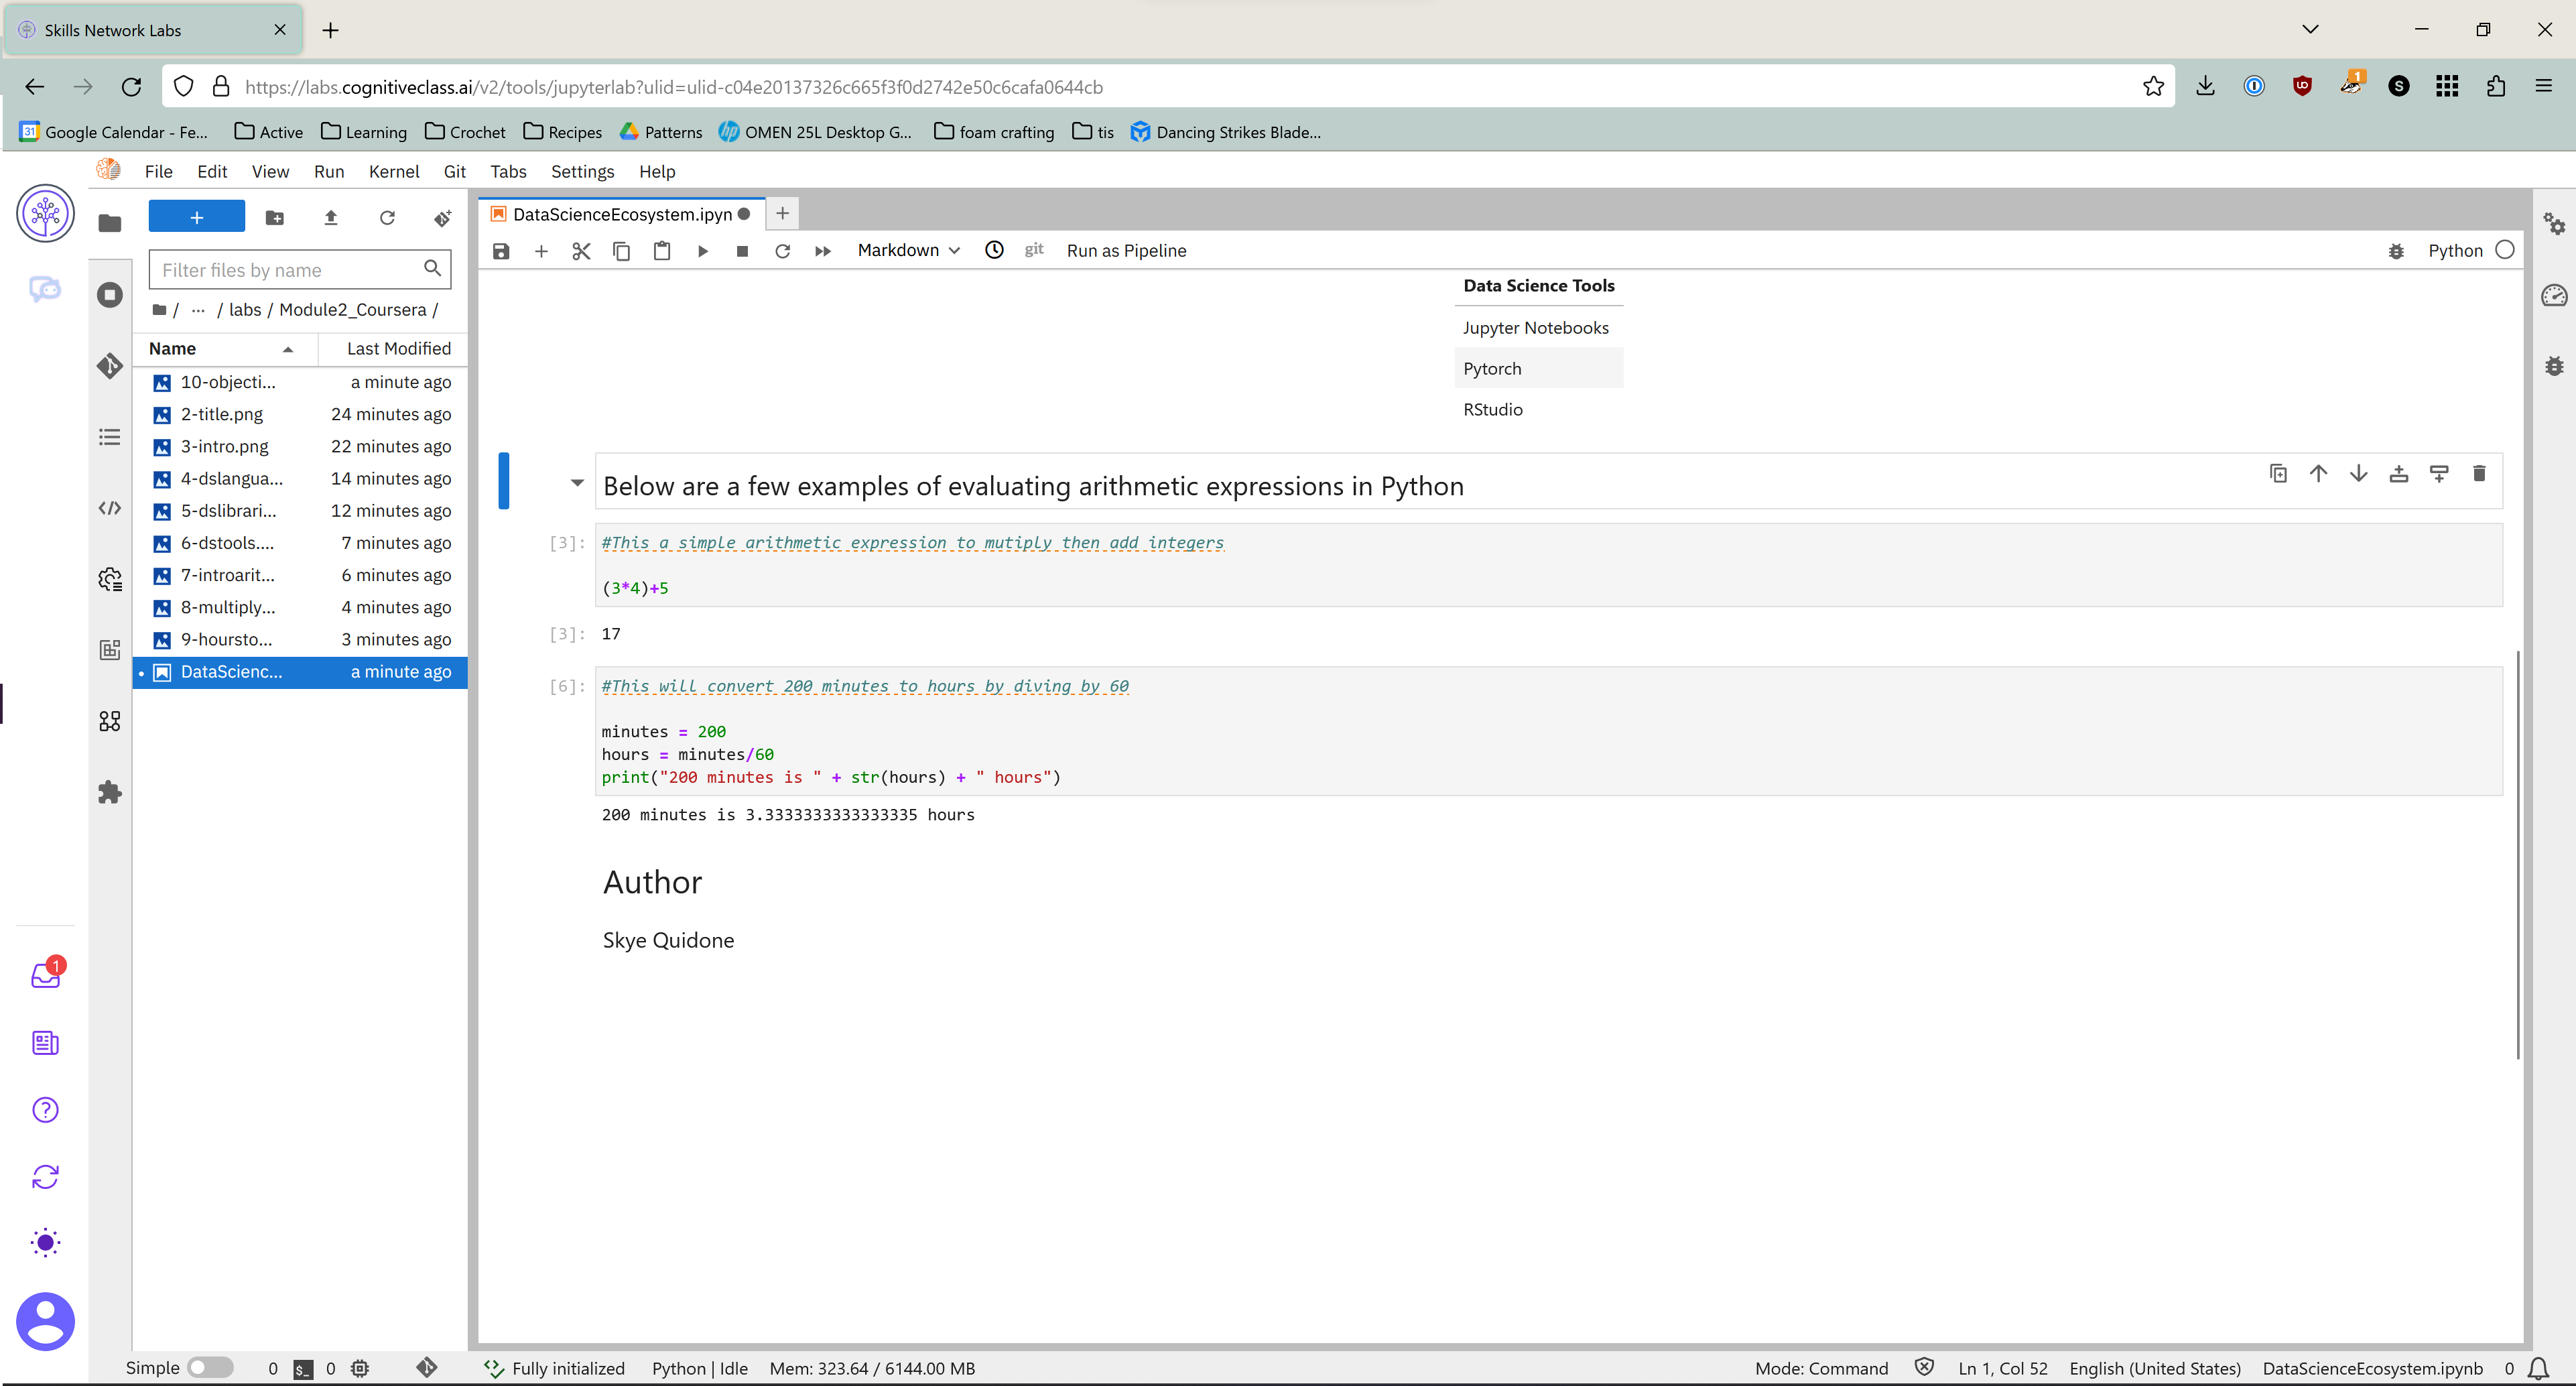 Skills Network Labs
https://labs.cognitiveclass.ai/v2/tools/jupyterlab?ulid=ulid-c04e20137326c665f3f0d2742e50c6cafa0644cb
1
S
31 Google Calendar - Fe... Active Learning Crochet Recipes Patterns hp OMEN 25L Desktop G... foam crafting tis Dancing Strikes Blade...
File Edit View Run Kernel Git Tabs Settings Help
DataScienceEcosystem.ipyn
Markdown git Run as Pipeline Python
Filter files by name
/ ... / labs / Module2_Coursera /
Name Last Modified
10-objecti... a minute ago
2-title.png 24 minutes ago
3-intro.png 22 minutes ago
4-dslangua... 14 minutes ago
5-dslibrari... 12 minutes ago
6-dstools.... 7 minutes ago
7-introarit... 6 minutes ago
8-multiply... 4 minutes ago
9-hoursto... 3 minutes ago
DataScienc... a minute ago
Data Science Tools
Jupyter Notebooks
Pytorch
RStudio
Below are a few examples of evaluating arithmetic expressions in Python
[3]: #This a simple arithmetic expression to mutiply then add integers
(3*4)+5
[3]: 17
[6]: #This will convert 200 minutes to hours by diving by 60
minutes = 200
hours = minutes/60
print("200 minutes is " + str(hours) + " hours")
200 minutes is 3.3333333333333335 hours
Author
Skye Quidone
1
Simple 0 $_ 0 Fully initialized Python | Idle Mem: 323.64 / 6144.00 MB Mode: Command Ln 1, Col 52 English (United States) DataScienceEcosystem.ipynb 0